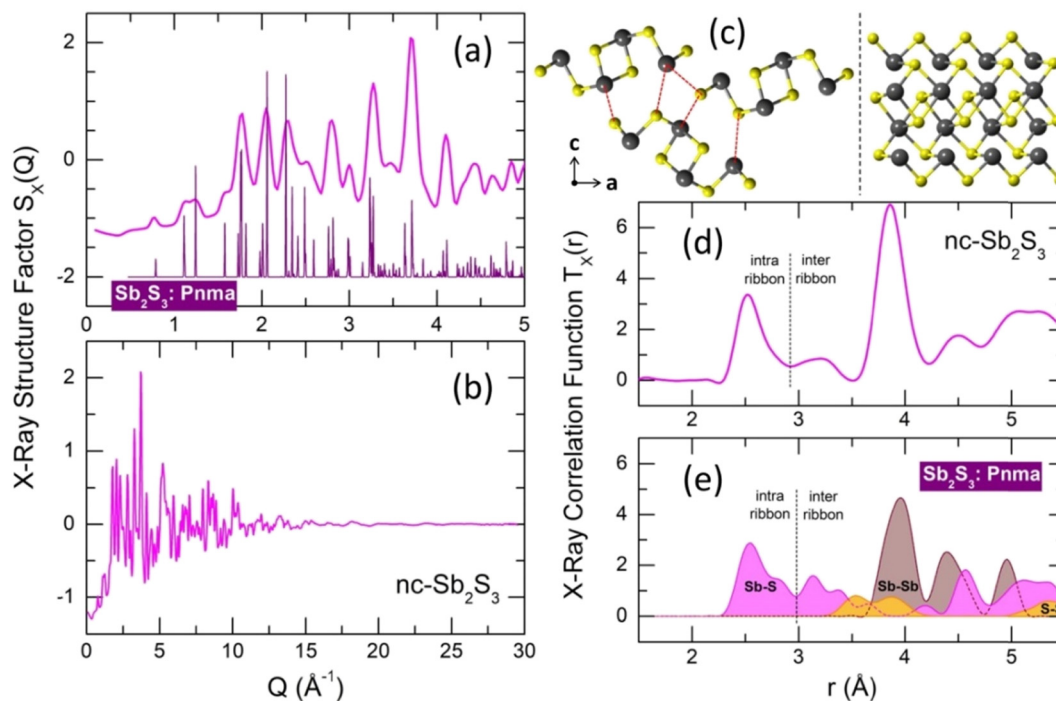 X-Ray Structure Factor Sₓ(Q)
(a)
2
0
-2
Sb₂S₃: Pnma
0 1 2 3 4 5
(b)
2
1
0
-1
nc-Sb₂S₃
0 5 10 15 20 25 30
Q (Å⁻¹)
(c)
c
a
X-Ray Correlation Function Tₓ(r)
(d)
nc-Sb₂S₃
intra inter
ribbon ribbon
6
4
2
0
2 3 4 5
(e)
Sb₂S₃: Pnma
intra inter
ribbon ribbon
6
4
2
0
Sb-S
Sb-Sb
S-S
2 3 4 5
r (Å)